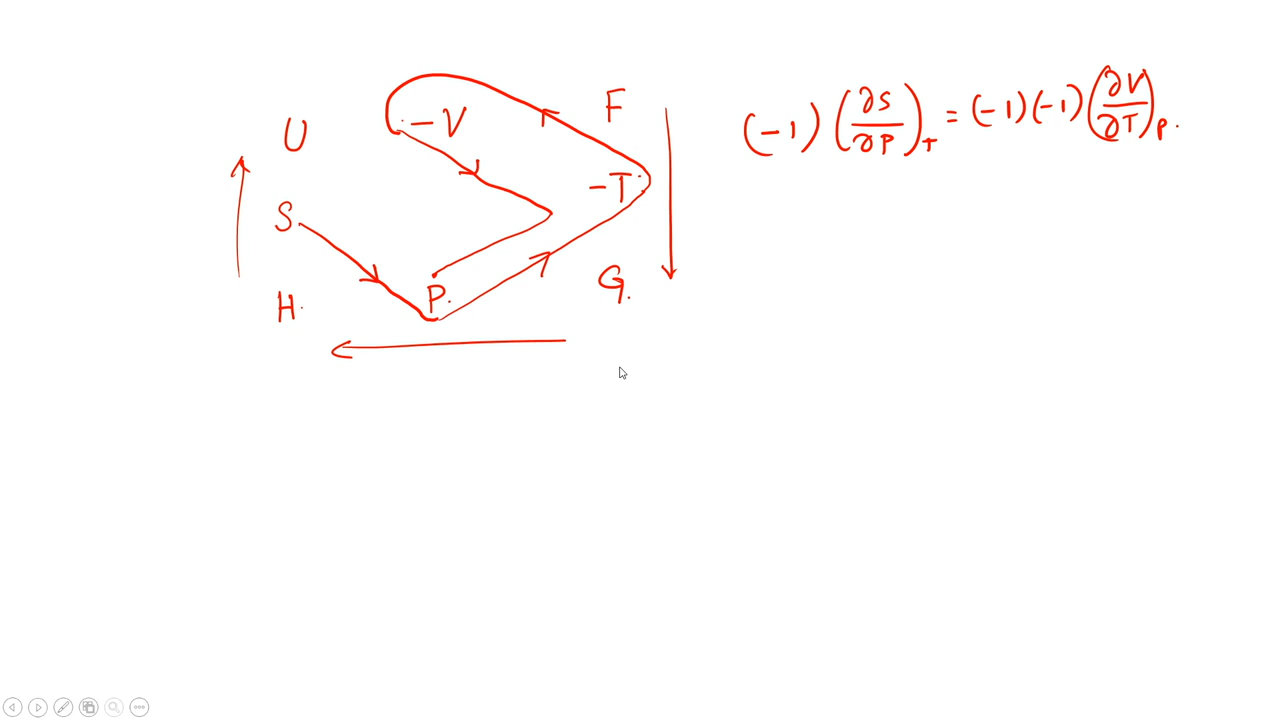 U -V F
S -T
H. P. G.
(-1) (∂S/∂P)_T = (-1)(-1) (∂V/∂T)_P.